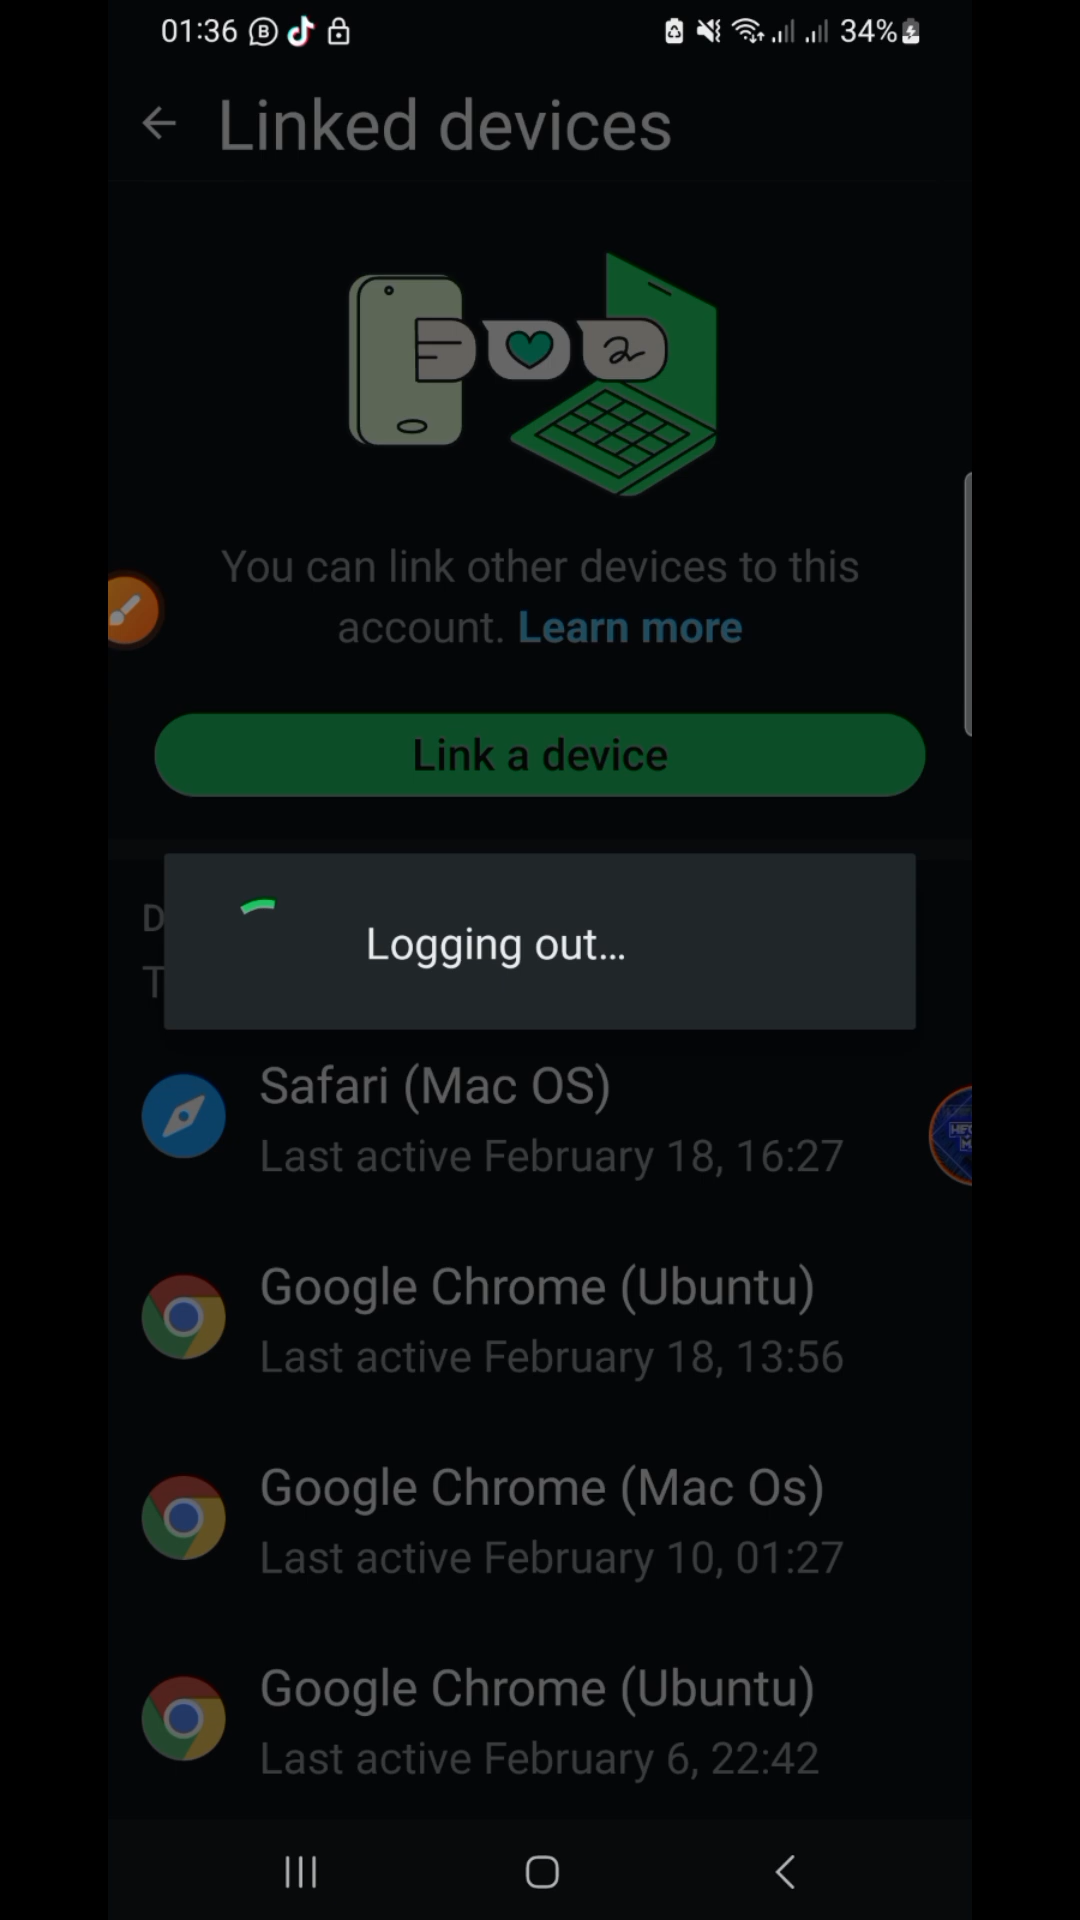 01:36
34%
Linked devices
You can link other devices to this
account. Learn more
Link a device
D
Logging out...
T
Safari (Mac OS)
Last active February 18, 16:27
Google Chrome (Ubuntu)
Last active February 18, 13:56
Google Chrome (Mac Os)
Last active February 10, 01:27
Google Chrome (Ubuntu)
Last active February 6, 22:42